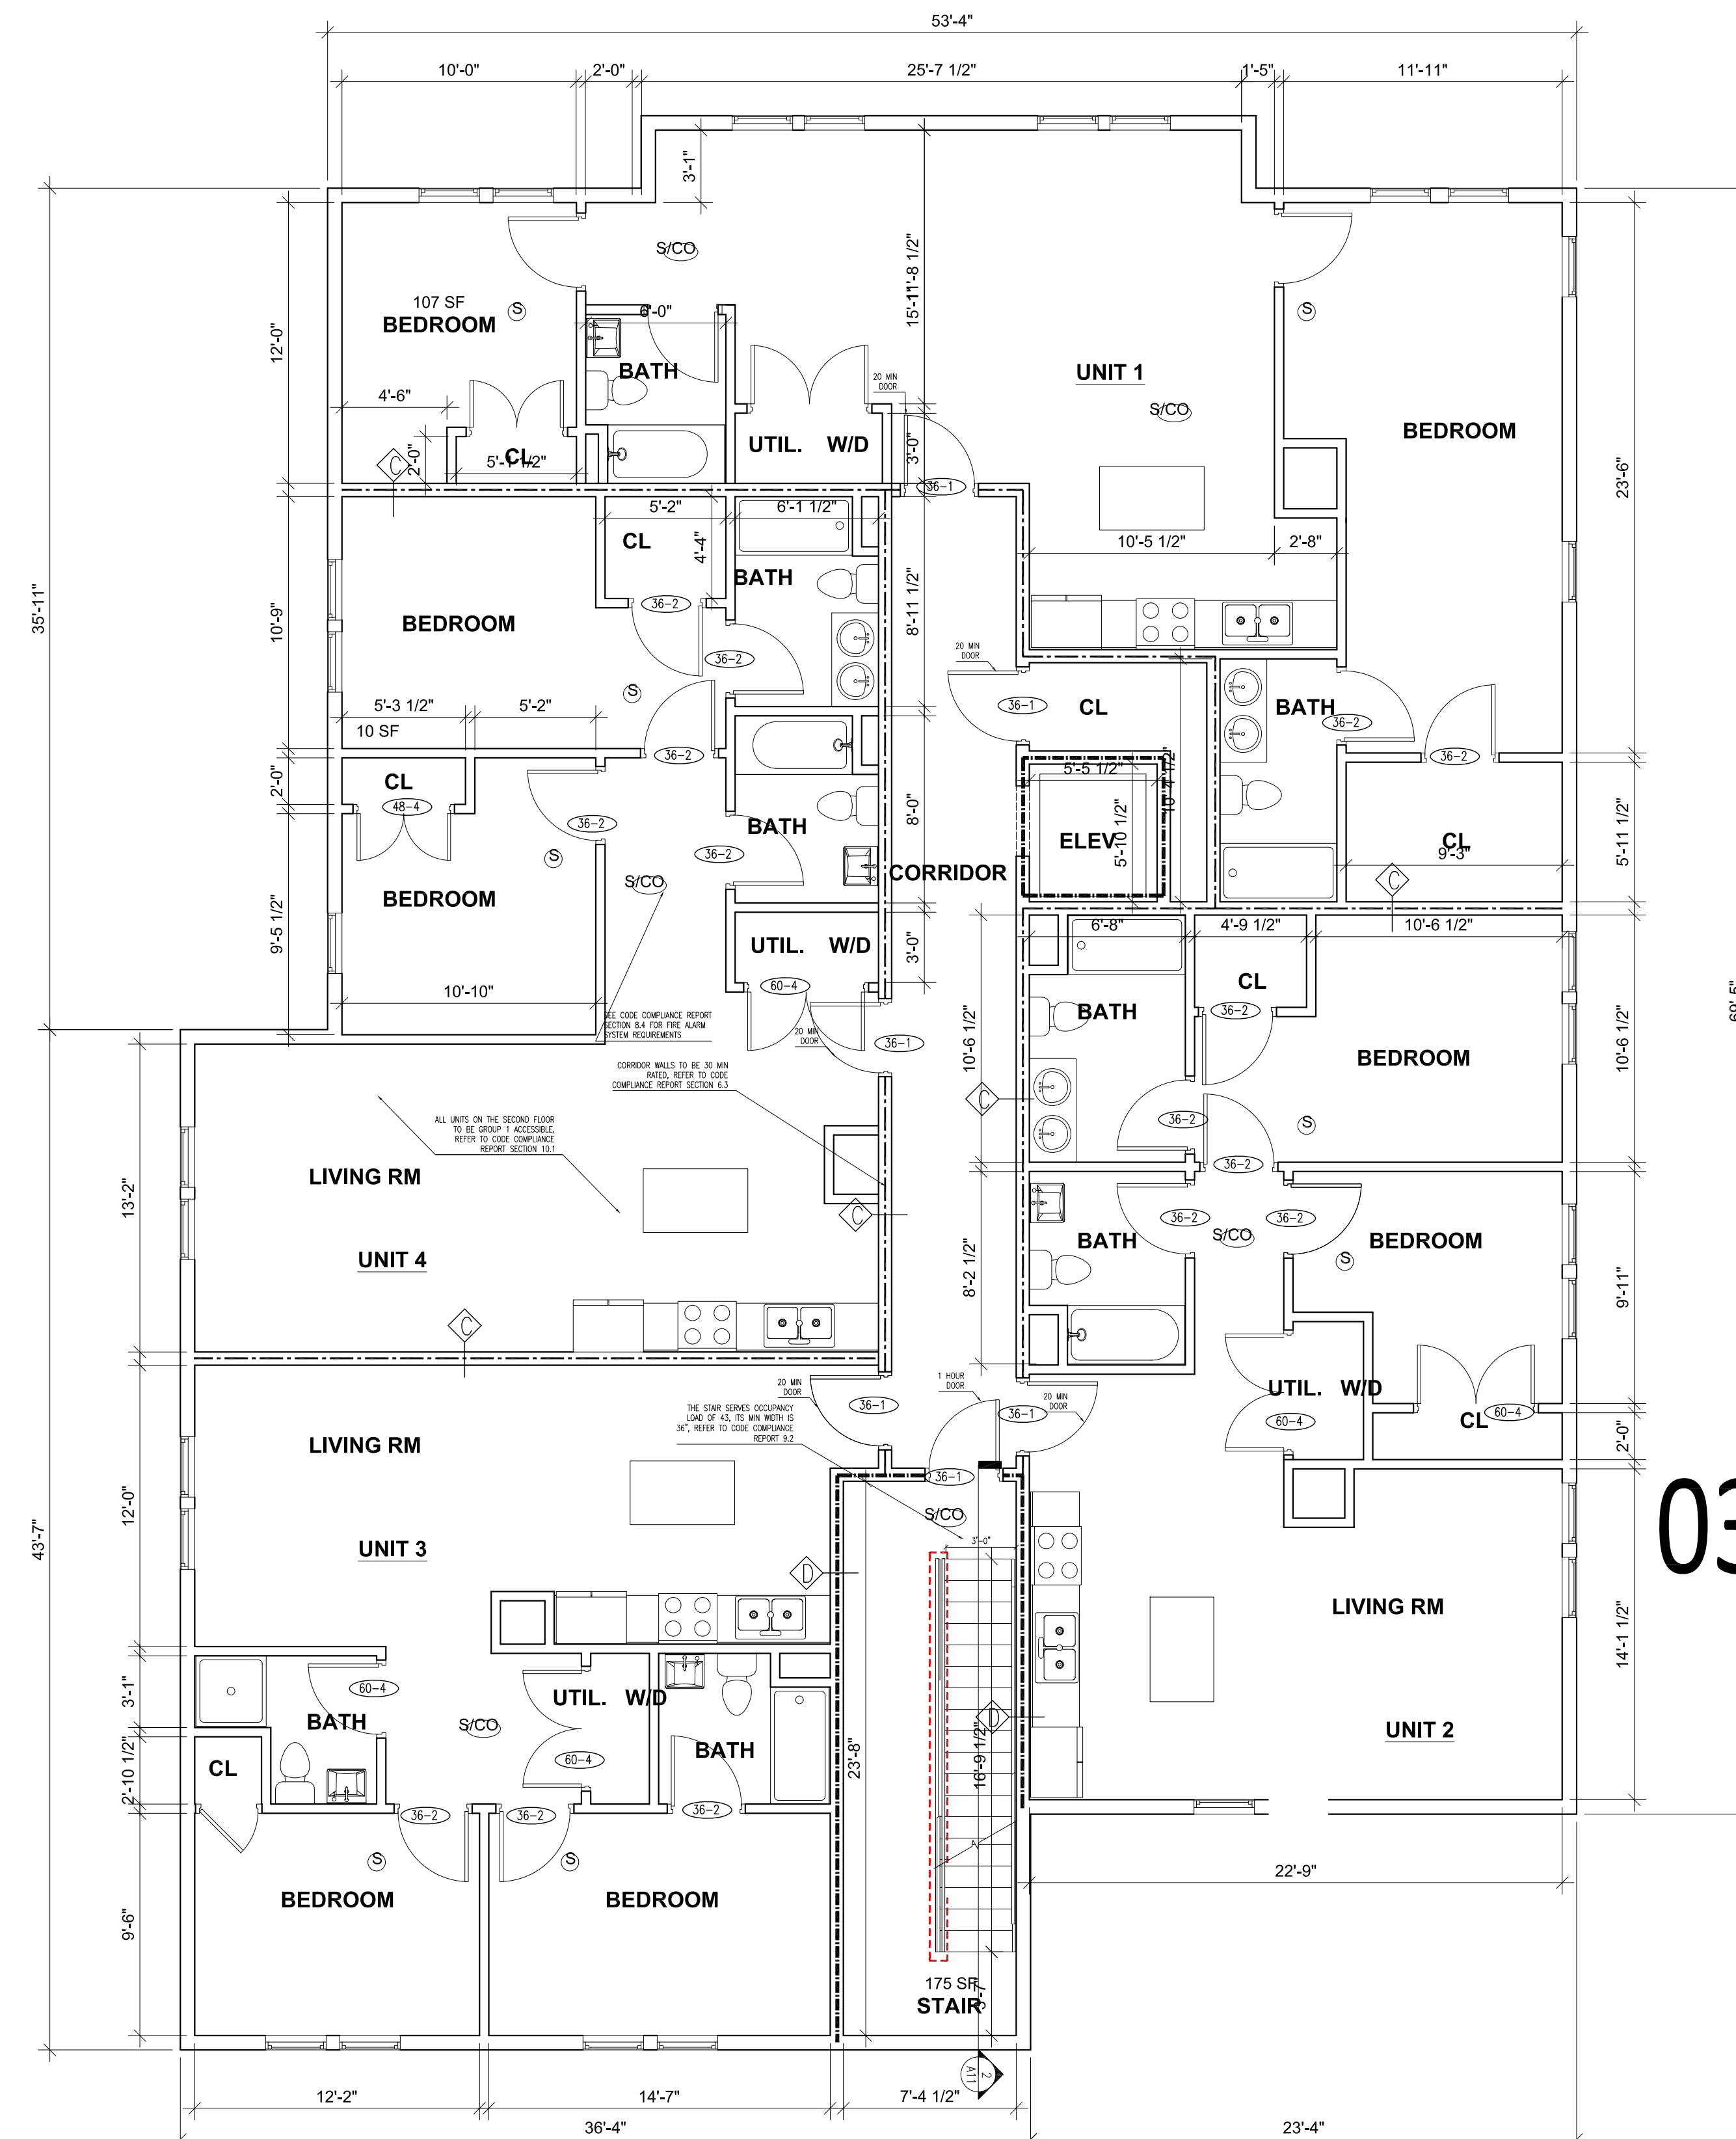 53'-4"
10'-0"
2'-0"
25'-7 1/2"
1'-5"
11'-11"
3'-1"
S/CO
107 SF
BEDROOM
S
6'-0"
BATH
15'-11"
11'-8 1/2"
UNIT 1
S/CO
S
BEDROOM
12'-0"
4'-6"
2'-0"
CL
5'-1 1/2"
C
UTIL. W/D
20 MIN
DOOR
3'-0"
36-1
23'-6"
35'-11"
5'-2"
6'-1 1/2"
CL
4'-4"
BATH
10'-5 1/2"
2'-8"
BEDROOM
10'-9"
36-2
36-2
S
8'-11 1/2"
20 MIN
DOOR
36-1
CL
BATH
36-2
36-2
5'-3 1/2"
5'-2"
10 SF
36-2
2'-0"
CL
48-4
36-2
S
BATH
36-2
8'-0"
5'-5 1/2"
10'-4 1/2"
5'-10 1/2"
ELEV
CORRIDOR
CL
9'-3"
C
5'-11 1/2"
S/CO
BEDROOM
9'-5 1/2"
10'-10"
UTIL. W/D
60-4
3'-0"
6'-8"
4'-9 1/2"
10'-6 1/2"
CL
36-2
BATH
BEDROOM
10'-6 1/2"
10'-6 1/2"
69'-5"
SEE CODE COMPLIANCE REPORT
SECTION 8.4 FOR FIRE ALARM
SYSTEM REQUIREMENTS
20 MIN
DOOR
36-1
CORRIDOR WALLS TO BE 30 MIN
RATED, REFER TO CODE
COMPLIANCE REPORT SECTION 6.3
C
36-2
S
ALL UNITS ON THE SECOND FLOOR
TO BE GROUP 1 ACCESSIBLE,
REFER TO CODE COMPLIANCE
REPORT SECTION 10.1
36-2
LIVING RM
13'-2"
C
36-2
36-2
S/CO
BATH
BEDROOM
S
UNIT 4
8'-2 1/2"
9'-11"
C
20 MIN
DOOR
36-1
1 HOUR
DOOR
36-1
20 MIN
DOOR
UTIL. W/D
60-4
CL
60-4
2'-0"
THE STAIR SERVES OCCUPANCY
LOAD OF 43, ITS MIN WIDTH IS
36", REFER TO CODE COMPLIANCE
REPORT 9.2
LIVING RM
36-1
S/CO
3'-0"
12'-0"
43'-7"
UNIT 3
D
03
LIVING RM
14'-1 1/2"
3'-1"
60-4
BATH
S/CO
UTIL. W/D
60-4
BATH
D
UNIT 2
23'-8"
16'-9 1/2"
CL
2'-10 1/2"
36-2
36-2
36-2
S
S
BEDROOM
BEDROOM
9'-6"
22'-9"
175 SF
STAIR
2
A11
12'-2"
14'-7"
7'-4 1/2"
36'-4"
23'-4"